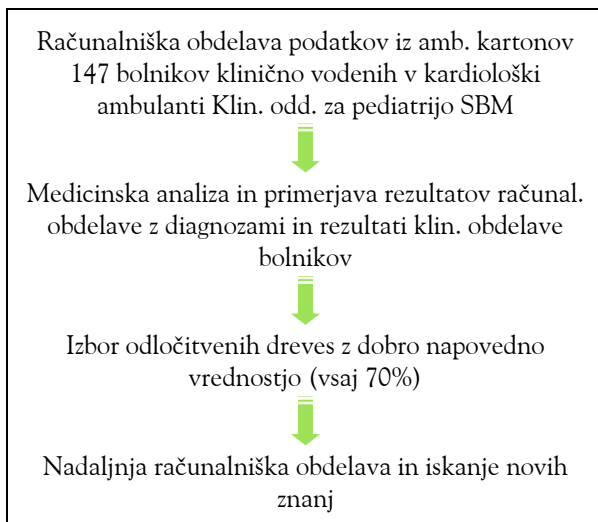 Računalniška obdelava podatkov iz amb. kartonov
147 bolnikov klinično vodenih v kardiološki
ambulanti Klin. odd. za pediatrijo SBM
Medicinska analiza in primerjava rezultatov računal.
obdelave z diagnozami in rezultati klin. obdelave
bolnikov
Izbor odločitvenih dreves z dobro napovedno
vrednostjo (vsaj 70%)
Nadaljnja računalniška obdelava in iskanje novih
znanj